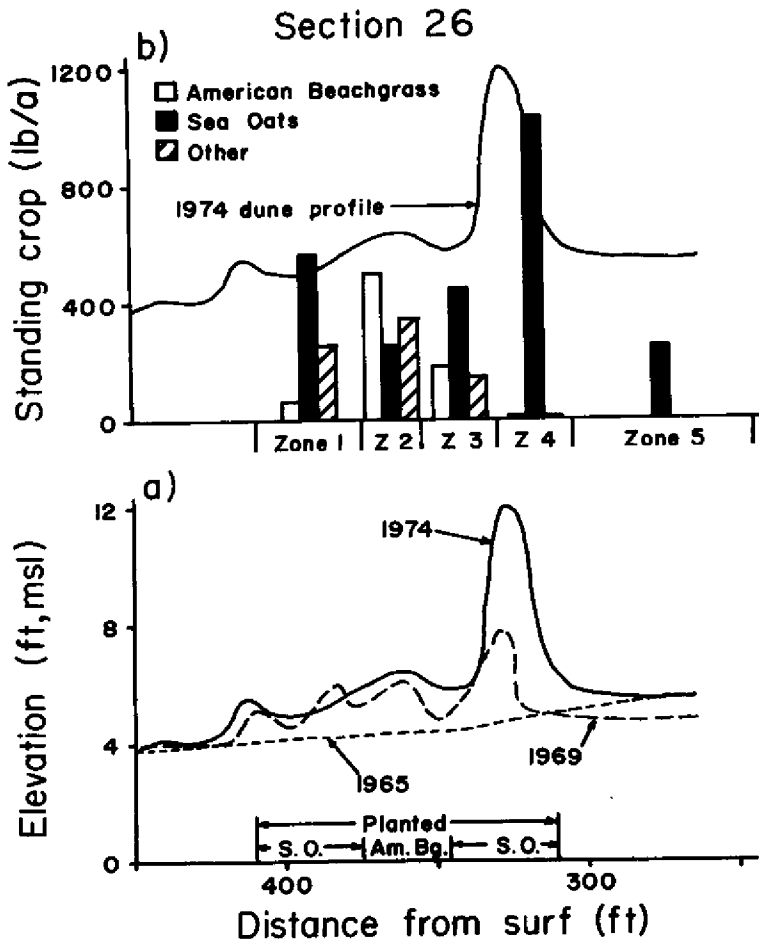 Section 26
b)
Standing crop (lb/a)
1200
800
400
0
American Beachgrass
Sea Oats
Other
1974 dune profile
Zone 1
Z 2
Z 3
Z 4
Zone 5
a)
Elevation (ft, msl)
12
8
4
0
1974
1965
1969
Planted
S.O.
Am. Bg.
S.O.
400
300
Distance from surf (ft)